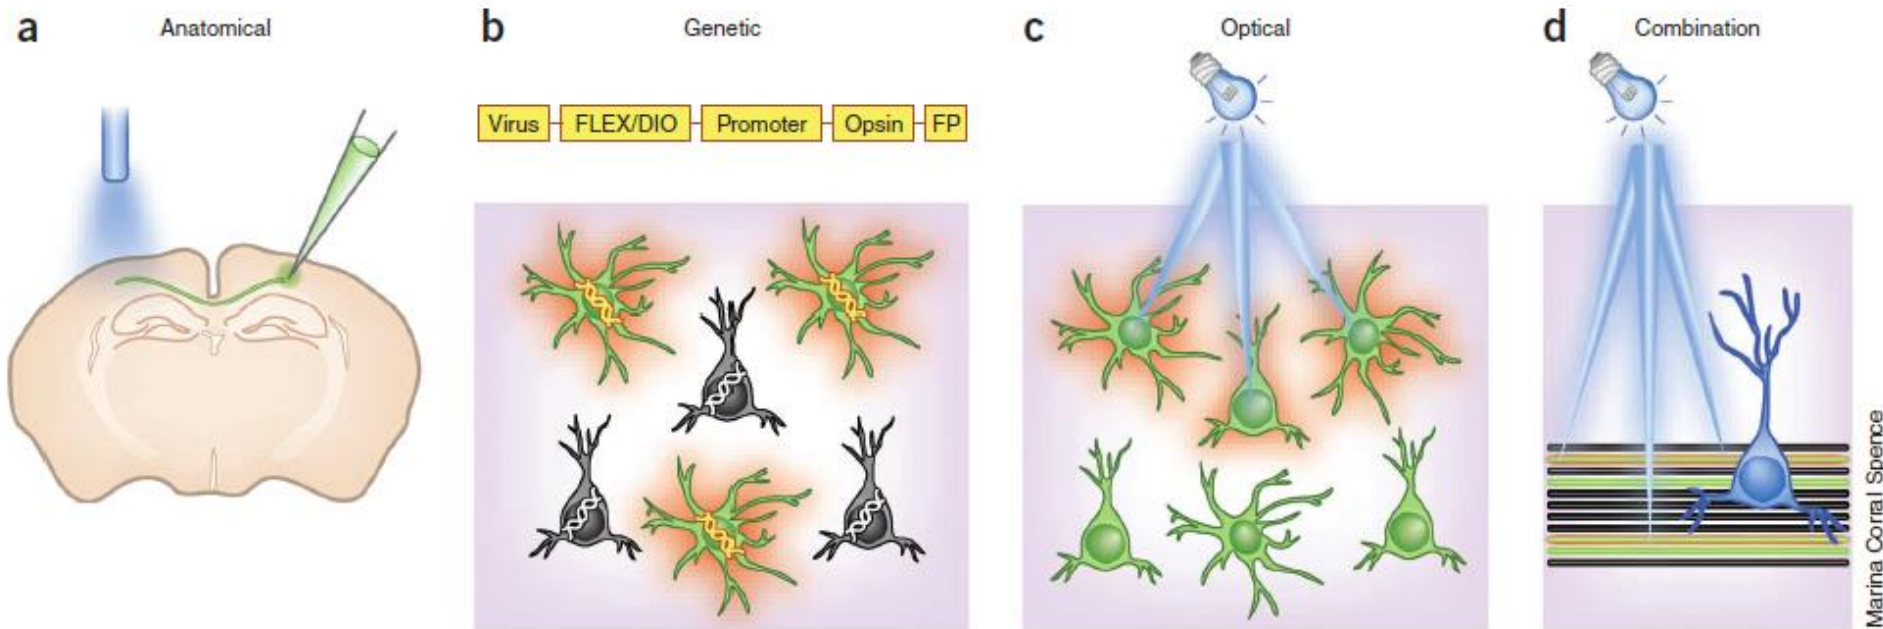 a Anatomical
b Genetic
c Optical
d Combination
Virus FLEX/DIO Promoter Opsin FP
Marina Corral Spence